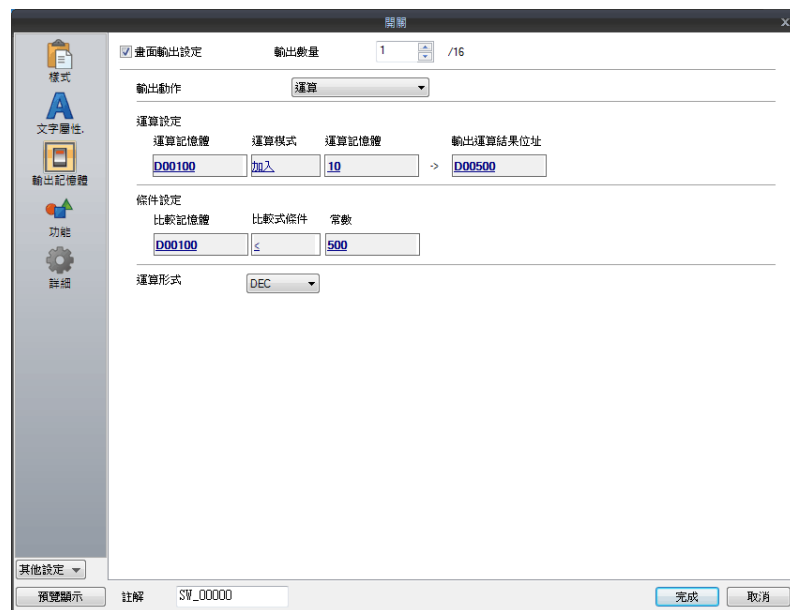 開關
樣式
文字屬性.
輸出記憶體
功能
詳細
其他設定
預覽顯示
畫面輸出設定 輸出數量 1 /16
輸出動作 運算
運算設定
運算記憶體 運算模式 運算記憶體 輸出運算結果位址
D00100 加入 10 -> D00500
條件設定
比較記憶體 比較式條件 常數
D00100 ≤ 500
運算形式 DEC
註解 SW_00000 完成 取消